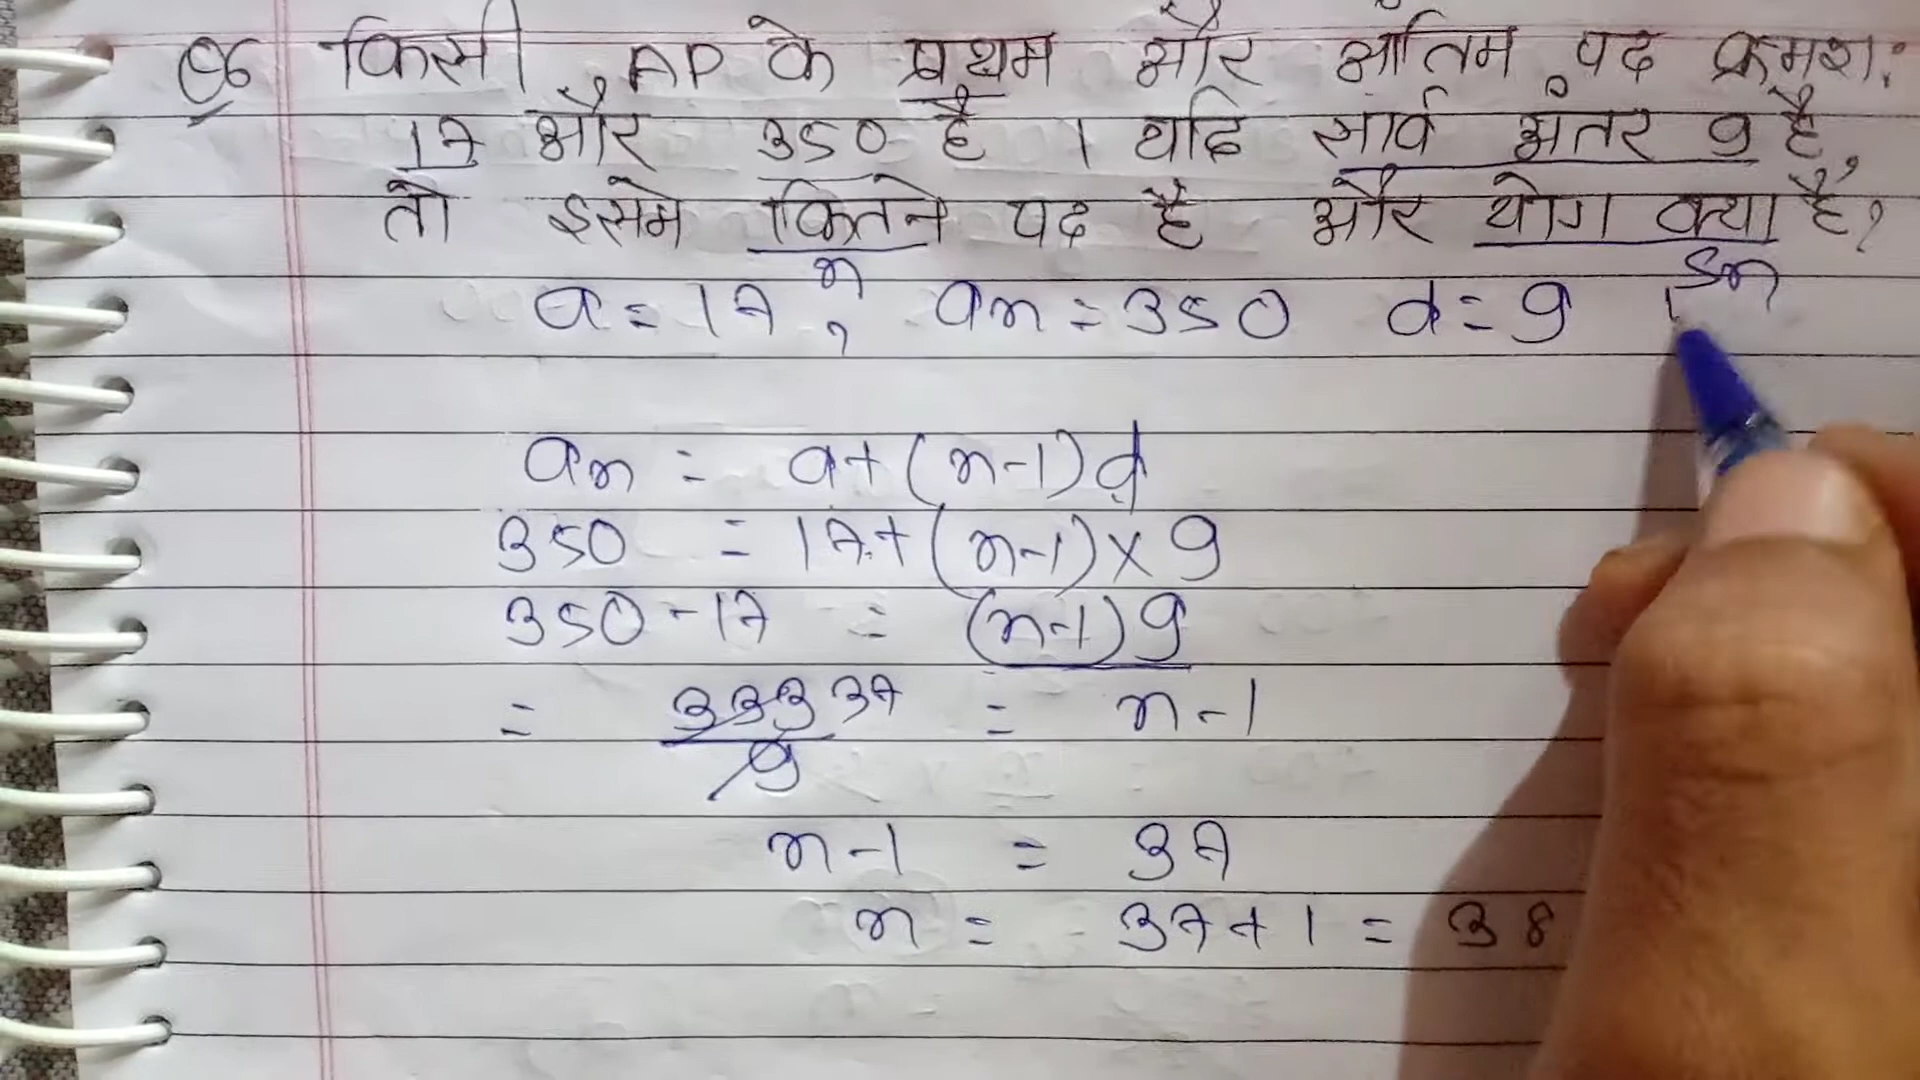 Q6 किसी AP के प्रथम और अंतिम पद क्रमश:
17 और 350 है । यदि सार्व अंतर 9 है,
तो इसमे कितने पद है और योग क्या है?
n Sn
a = 17, an = 350 d = 9
an = a+(n-1)d
350 = 17+(n-1)×9
350-17 = (n-1)9
= 333 37 = n-1
9
n-1 = 37
n = 37+1 = 38